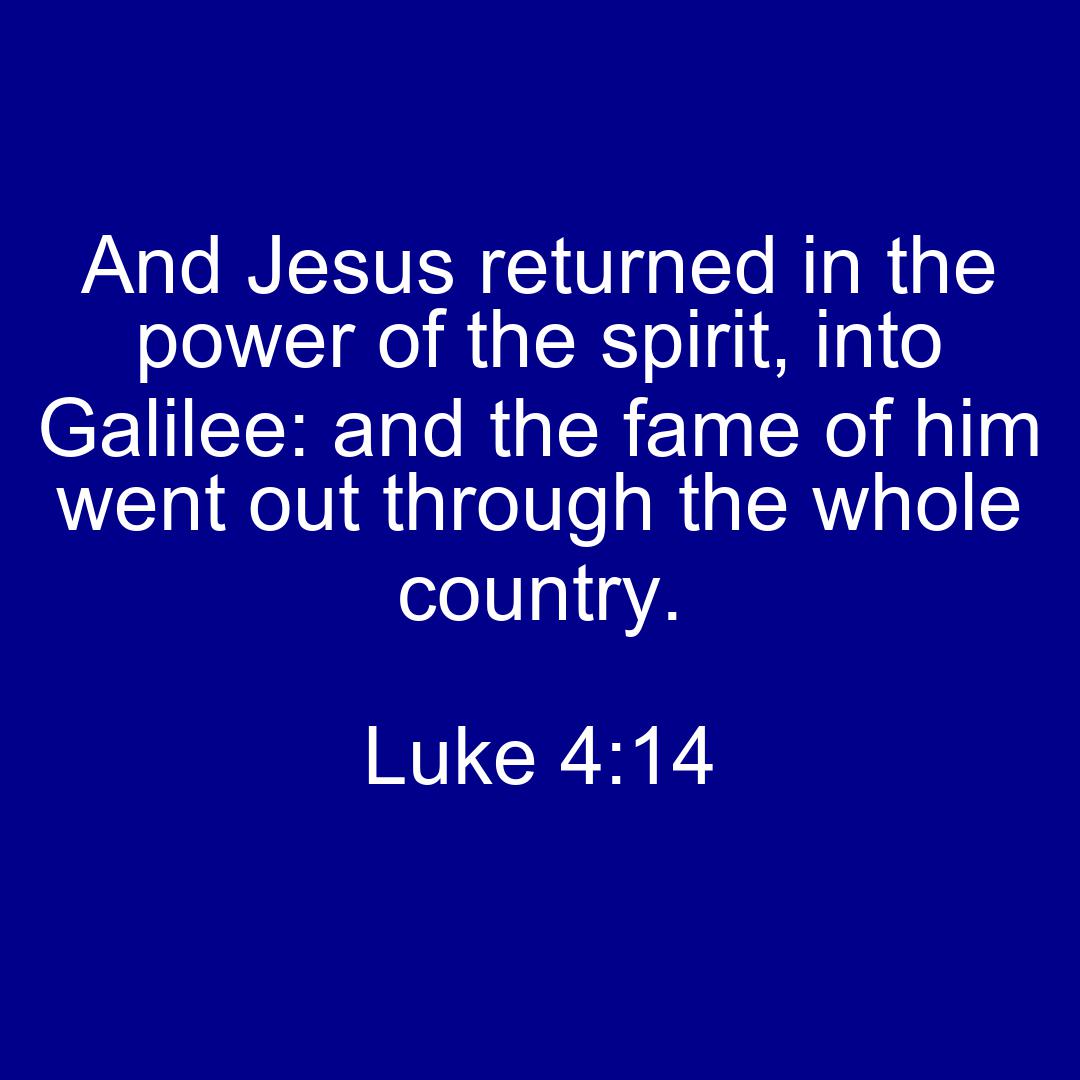 And Jesus returned in the
power of the spirit, into
Galilee: and the fame of him
went out through the whole
country.
Luke 4:14